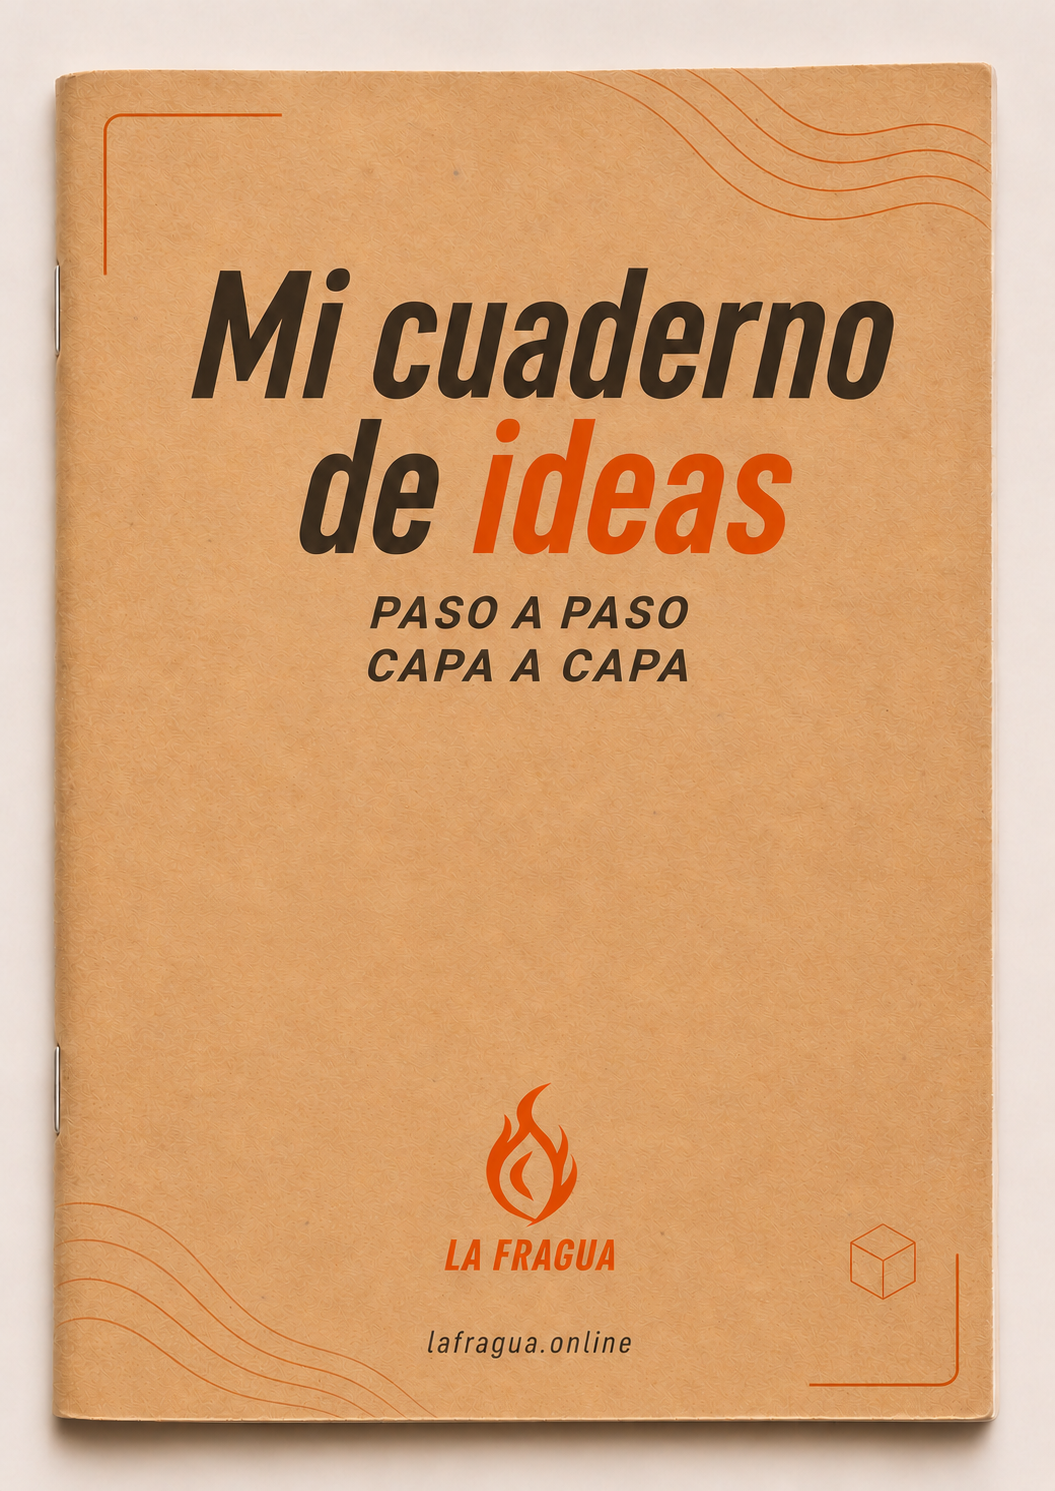 Mi cuaderno
de ideas
PASO A PASO
CAPA A CAPA
LA FRAGUA
lafragua.online